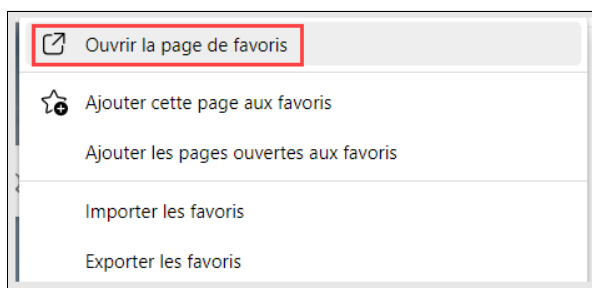 Ouvrir la page de favoris
Ajouter cette page aux favoris
Ajouter les pages ouvertes aux favoris
Importer les favoris
Exporter les favoris